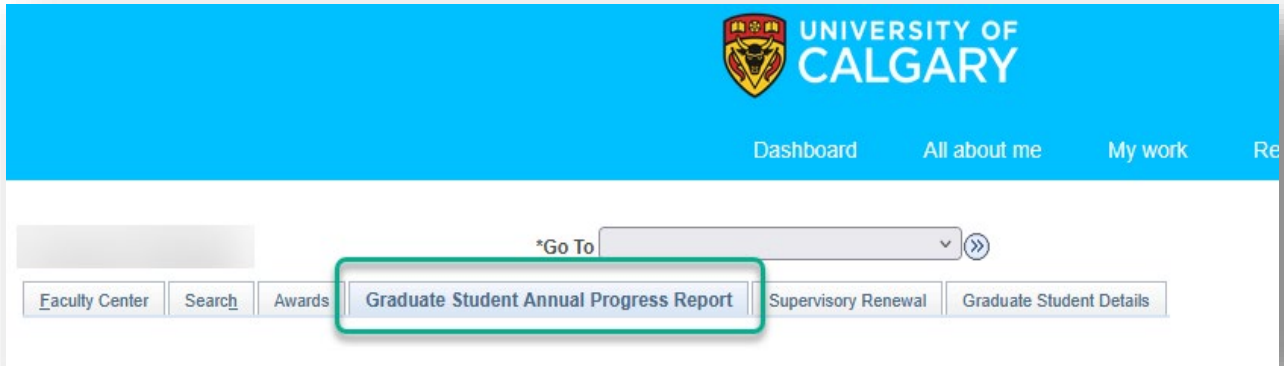 UNIVERSITY OF
CALGARY
Dashboard All about me My work Re
*Go To
Faculty Center Search Awards Graduate Student Annual Progress Report Supervisory Renewal Graduate Student Details